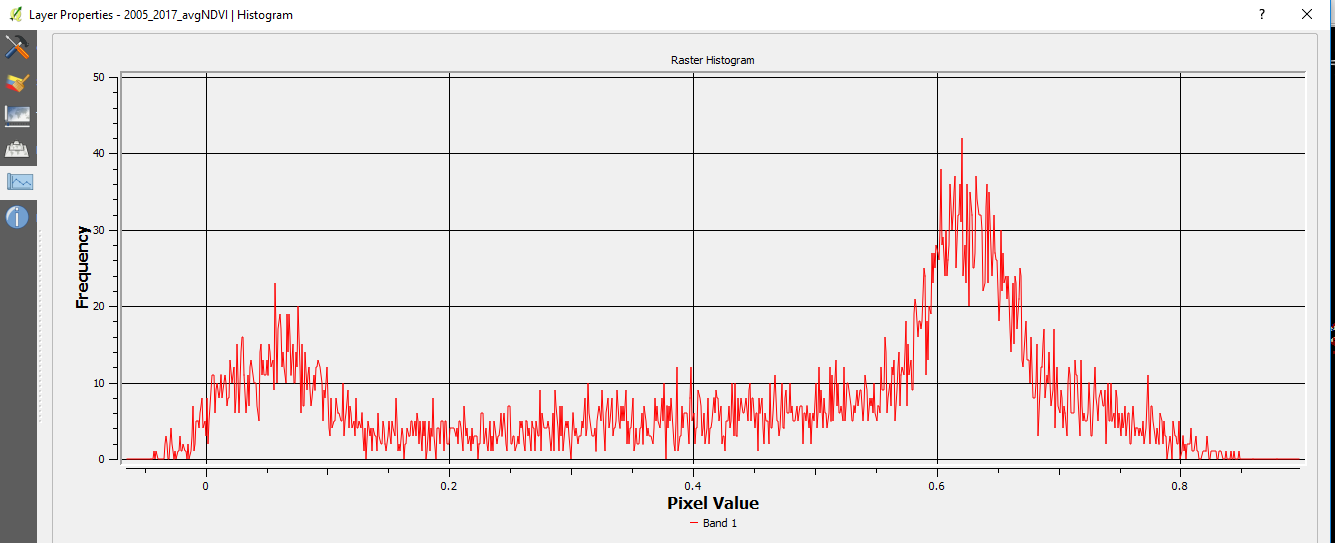 Layer Properties - 2005_2017_avgNDVI | Histogram
Raster Histogram
50
40
30
20
10
0
Frequency
0
0.2
0.4
0.6
0.8
Pixel Value
Band 1